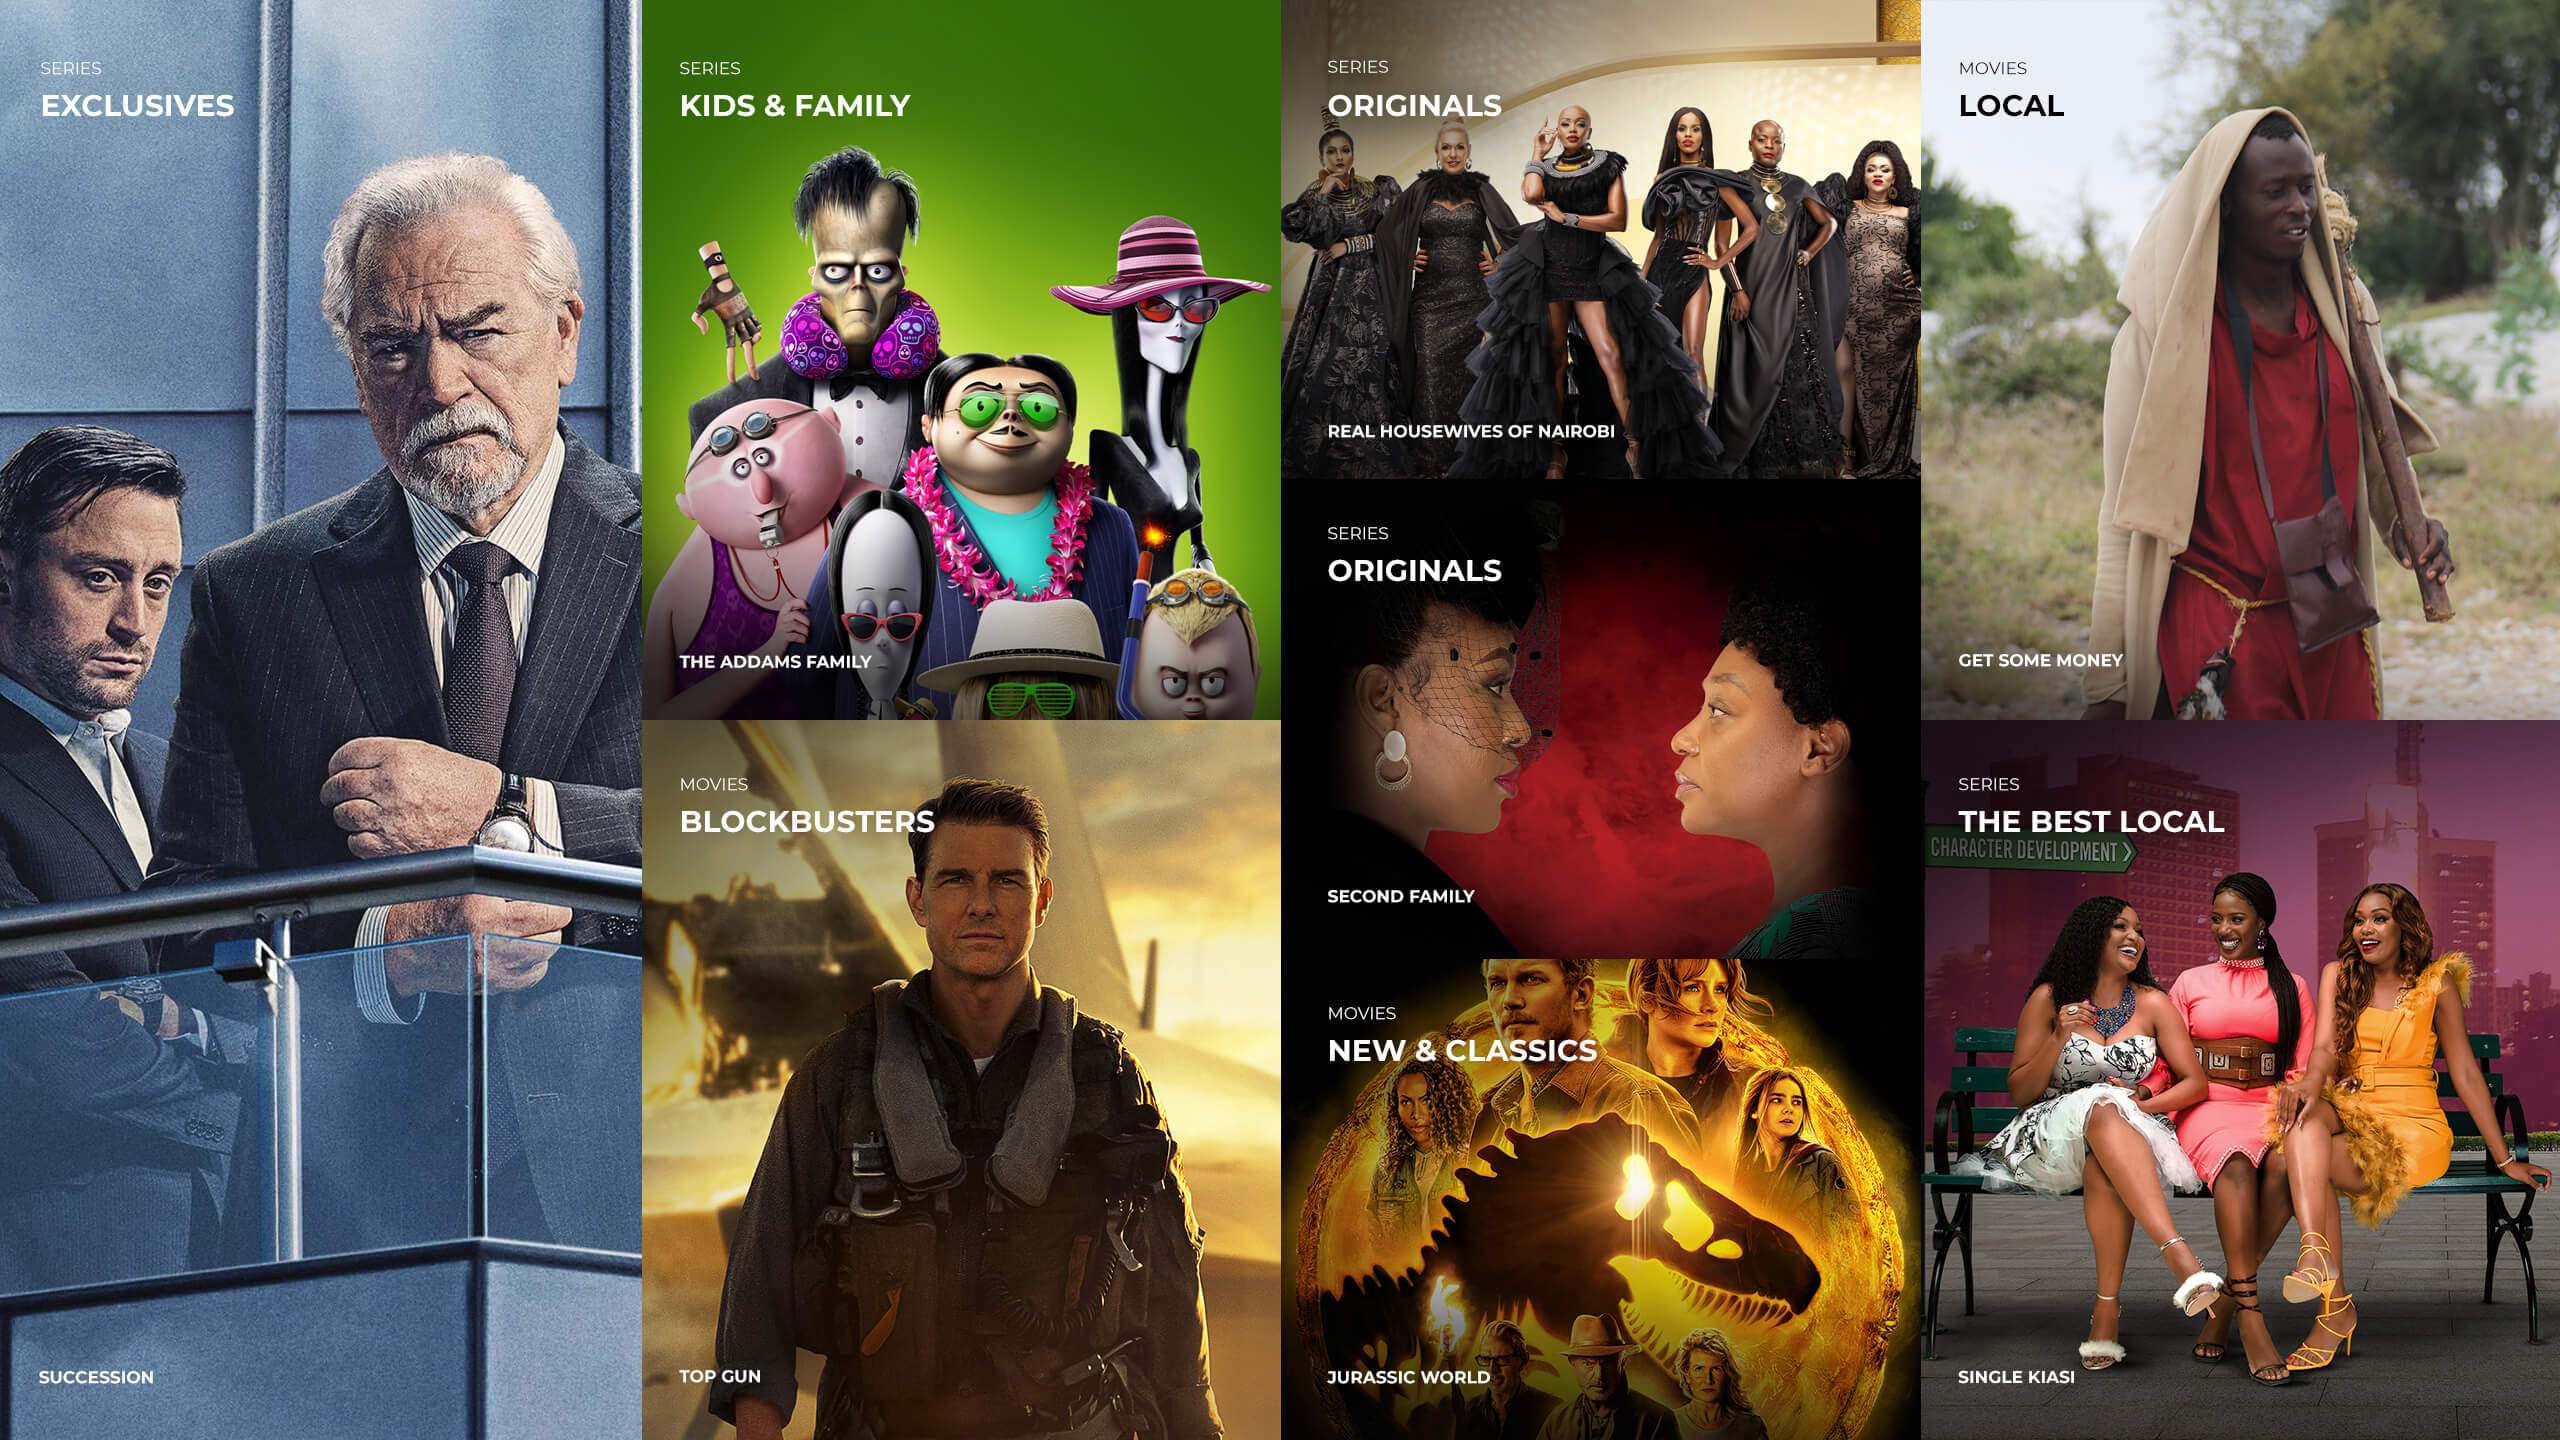 SERIES
EXCLUSIVES
SUCCESSION
SERIES
KIDS & FAMILY
THE ADDAMS FAMILY
MOVIES
BLOCKBUSTERS
TOP GUN
SERIES
ORIGINALS
REAL HOUSEWIVES OF NAIROBI
SERIES
ORIGINALS
SECOND FAMILY
MOVIES
NEW & CLASSICS
JURASSIC WORLD
MOVIES
LOCAL
GET SOME MONEY
SERIES
THE BEST LOCAL
CHARACTER DEVELOPMENT
SINGLE KIASI